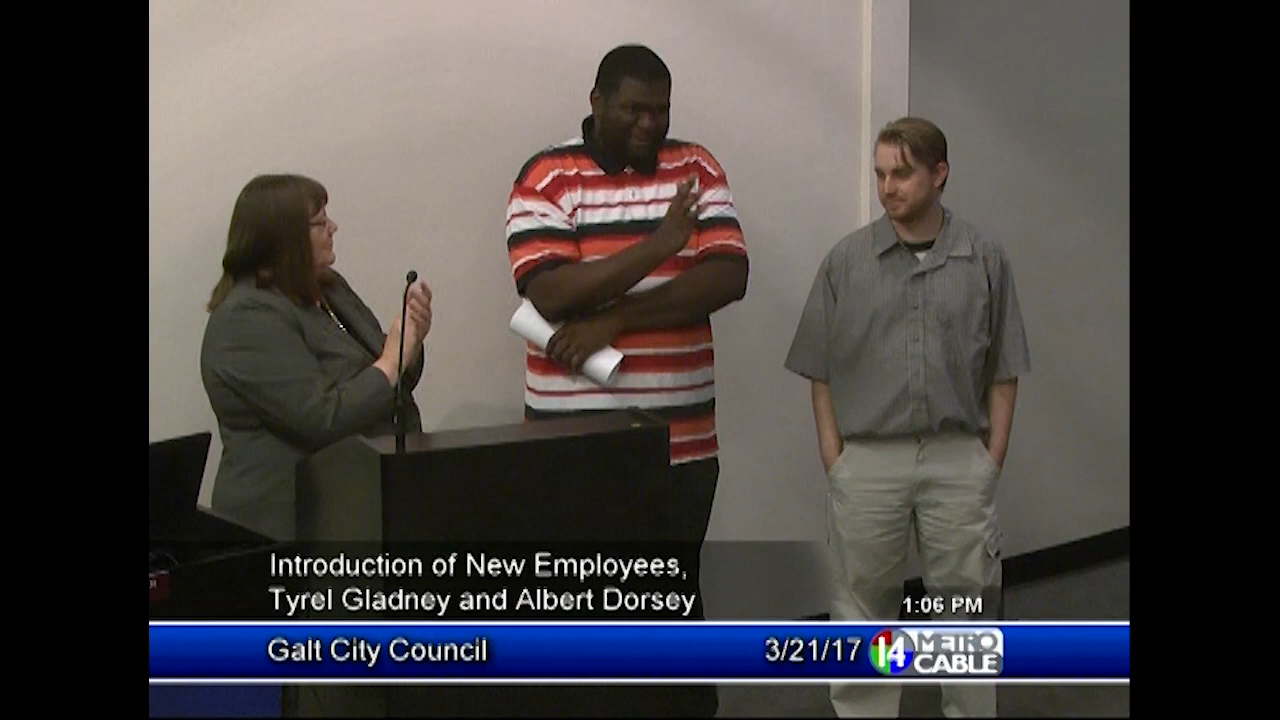 Introduction of New Employees,
Tyrel Gladney and Albert Dorsey
1:06 PM
Galt City Council
3/21/17
14 METRO
CABLE